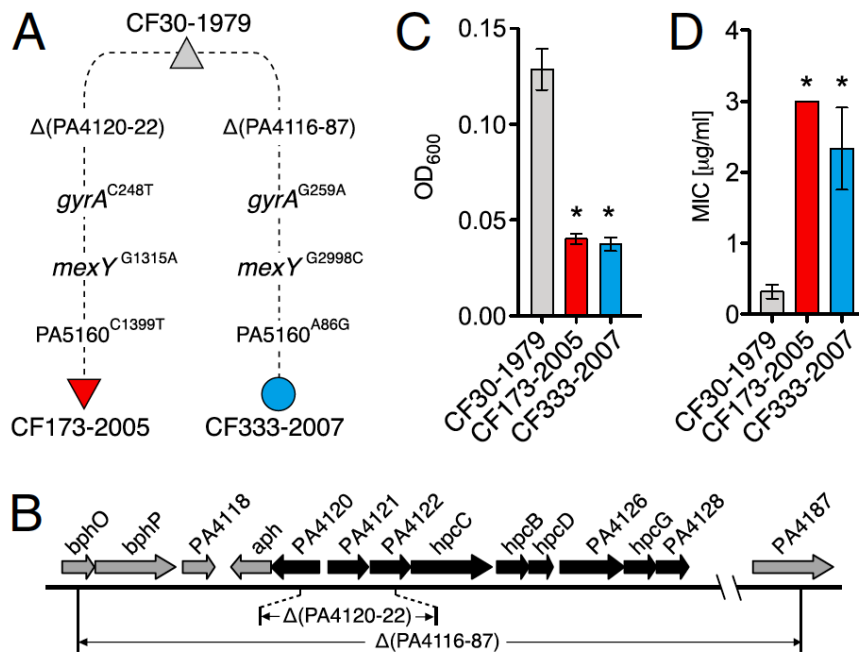 A
CF30-1979
Δ(PA4120-22)
Δ(PA4116-87)
gyrA^C248T
gyrA^G259A
mexY^G1315A
mexY^G2998C
PA5160^C1399T
PA5160^A86G
CF173-2005
CF333-2007
C
OD600
0.15
0.10
0.05
0.00
*
*
CF30-1979
CF173-2005
CF333-2007
D
MIC [µg/ml]
4
3
2
1
0
*
*
CF30-1979
CF173-2005
CF333-2007
B
bphO
bphP
PA4118
aph
PA4120
PA4121
PA4122
hpcC
hpcB
hpcD
PA4126
hpcG
PA4128
PA4187
Δ(PA4120-22)
Δ(PA4116-87)